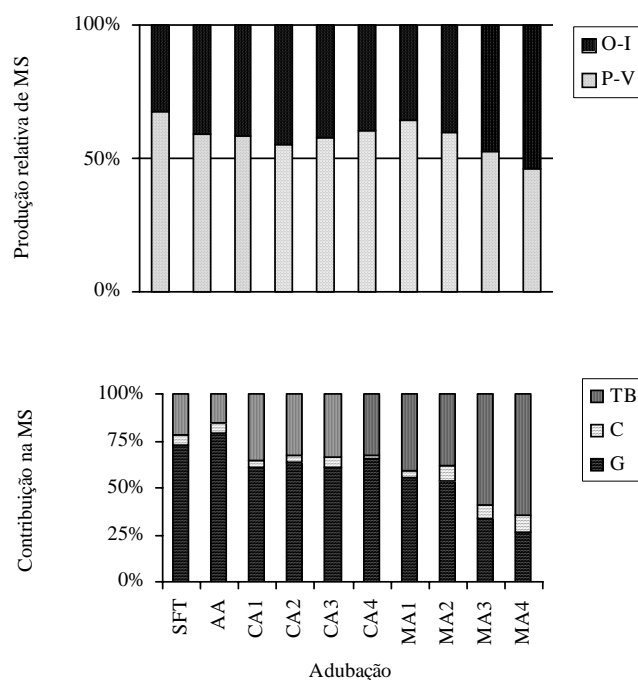 Produção relativa de MS
100%
50%
0%
O-I
P-V
Contribuição na MS
100%
75%
50%
25%
0%
TB
C
G
SFT
AA
CA1
CA2
CA3
CA4
MA1
MA2
MA3
MA4
Adubação